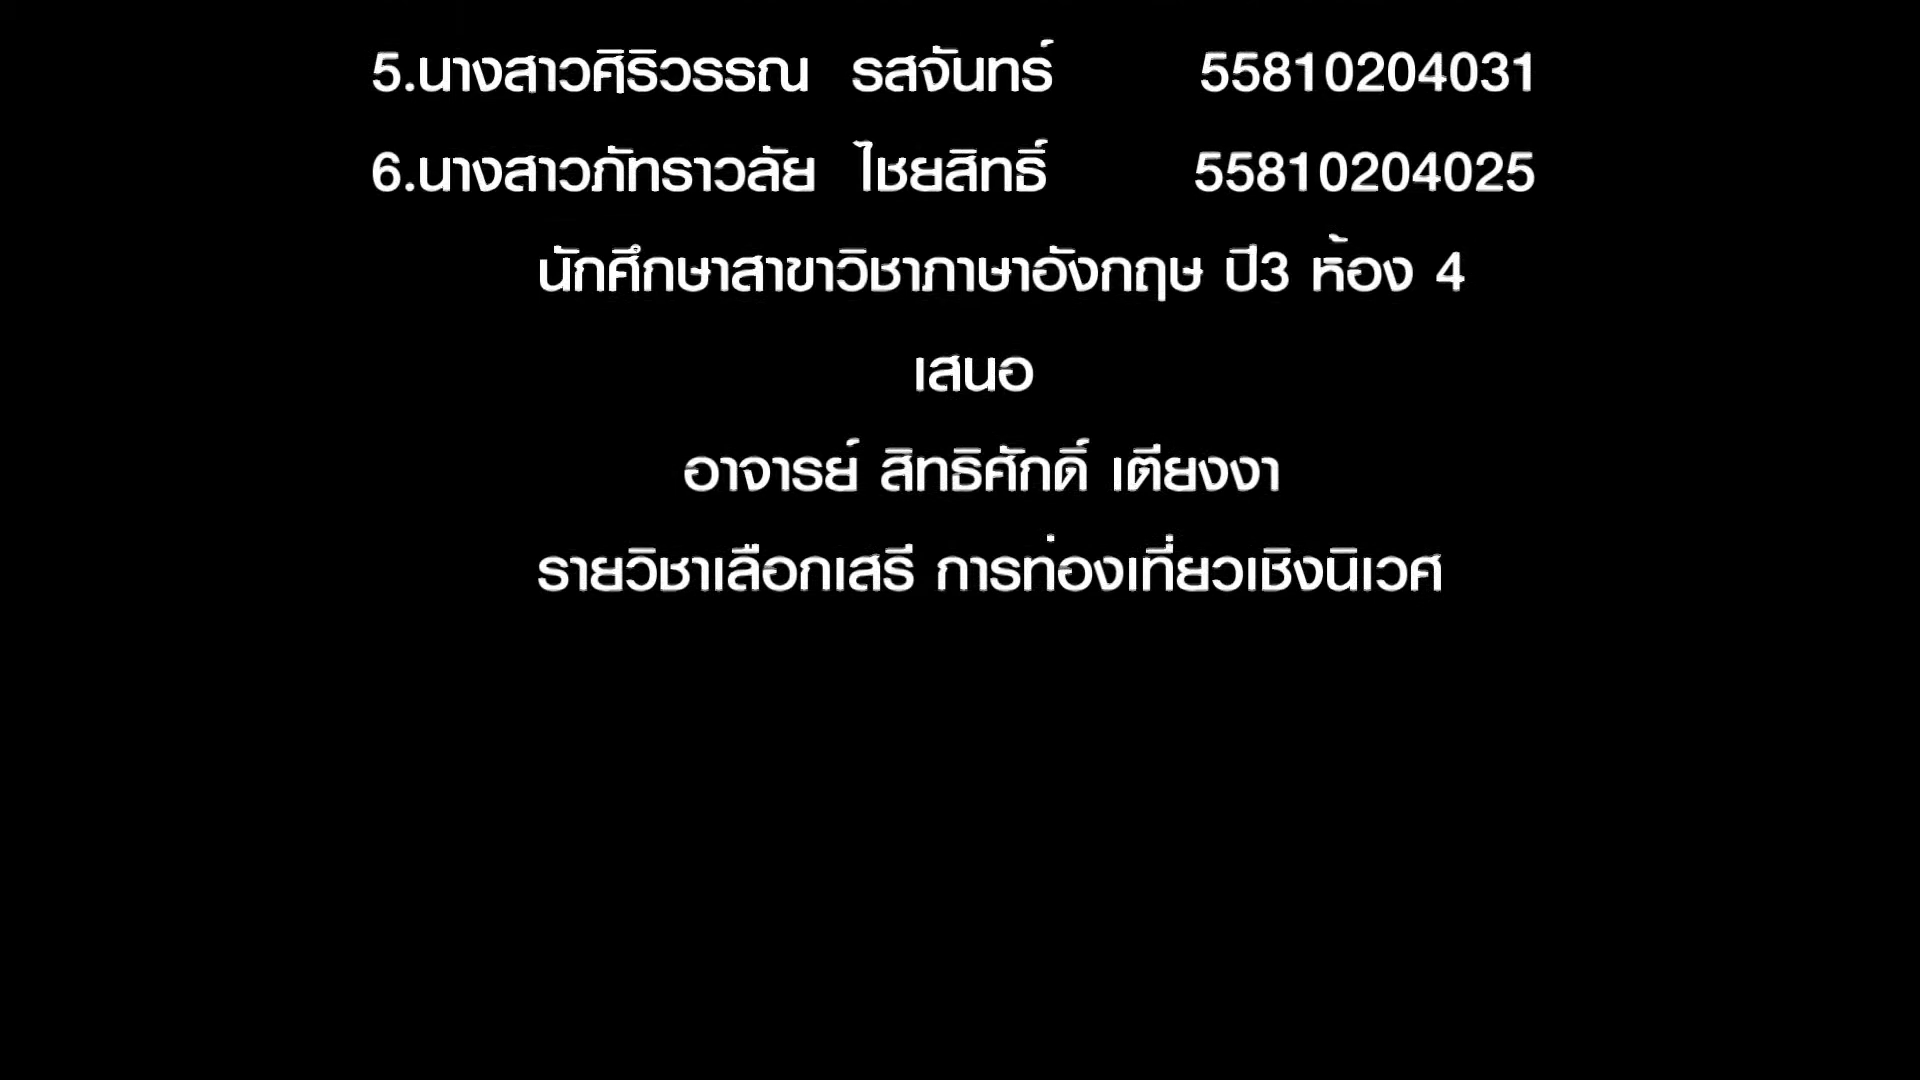 5.นางสาวศิริวรรณ รสจันทร์ 55810204031
6.นางสาวภัทราวลัย ไชยสิทธิ์ 55810204025
นักศึกษาสาขาวิชาภาษาอังกฤษ ปี3 ห้อง 4
เสนอ
อาจารย์ สิทธิศักดิ์ เตียงงา
รายวิชาเลือกเสรี การท่องเที่ยวเชิงนิเวศ